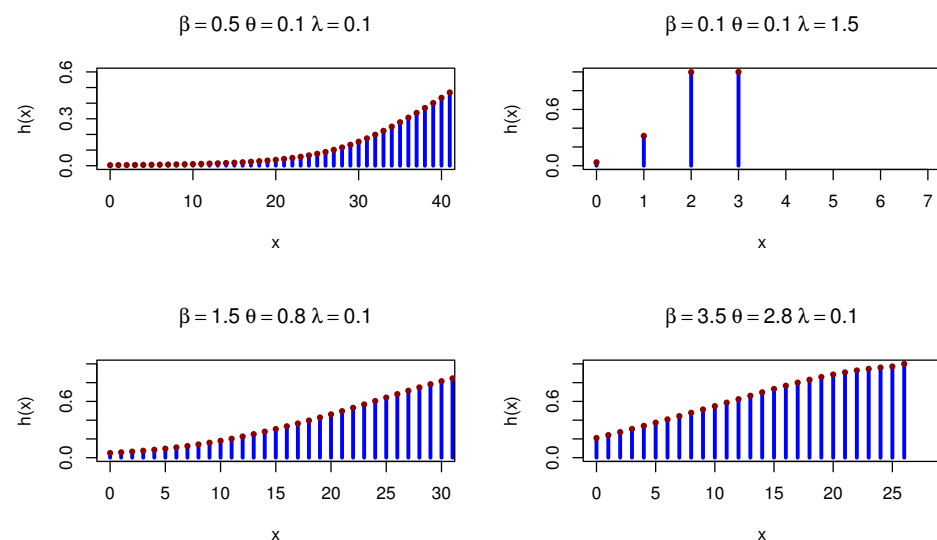 β = 0.5 θ = 0.1 λ = 0.1
h(x)
0.0 0.3 0.6
0 10 20 30 40
x
β = 0.1 θ = 0.1 λ = 1.5
h(x)
0.0 0.6
0 1 2 3 4 5 6 7
x
β = 1.5 θ = 0.8 λ = 0.1
h(x)
0.0 0.6
0 5 10 15 20 25 30
x
β = 3.5 θ = 2.8 λ = 0.1
h(x)
0.0 0.6
0 5 10 15 20 25
x